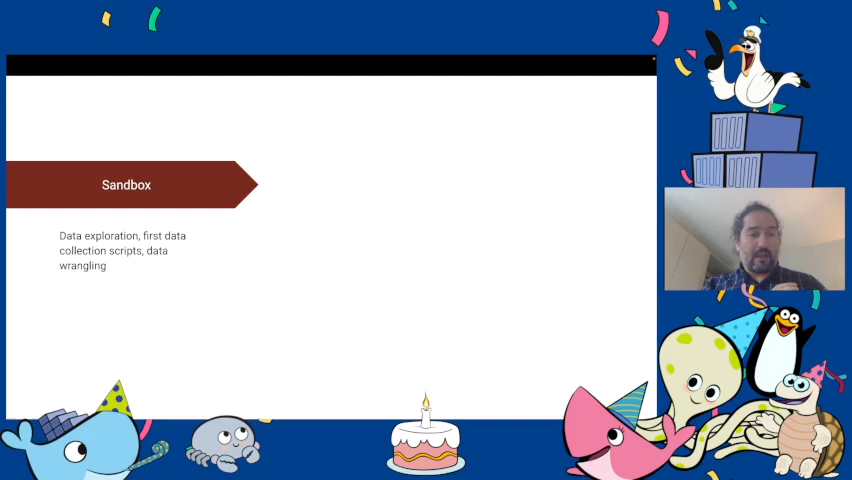 Sandbox
Data exploration, first data
collection scripts, data
wrangling